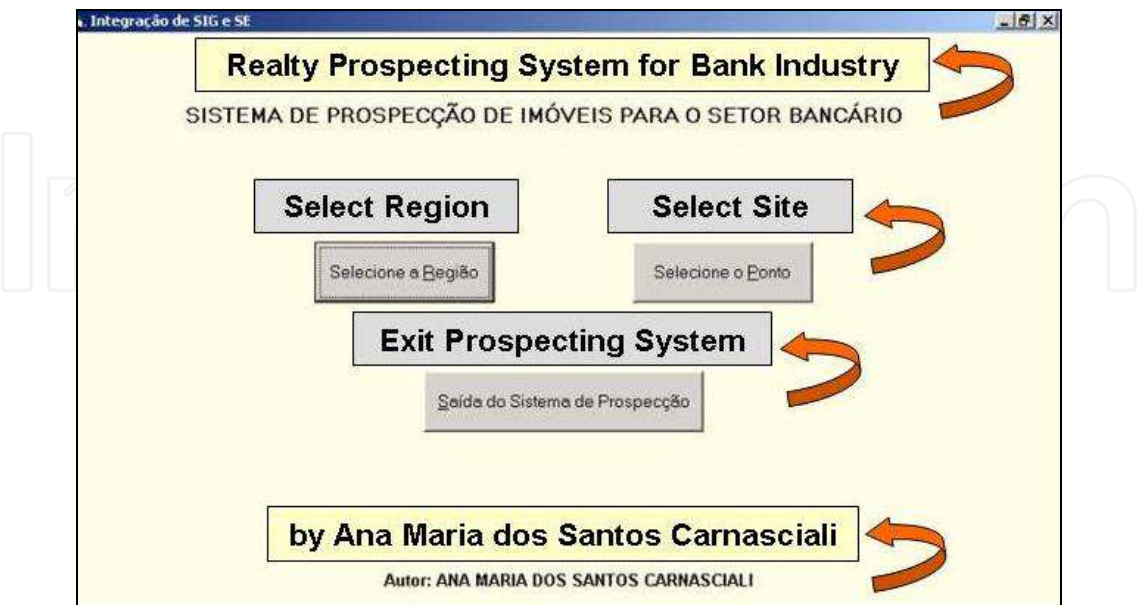 Integração de SIG e SE
Realty Prospecting System for Bank Industry
SISTEMA DE PROSPECÇÃO DE IMÓVEIS PARA O SETOR BANCÁRIO
Select Region
Select Site
Selecione a Região
Selecione o Ponto
Exit Prospecting System
Saída do Sistema de Prospecção
by Ana Maria dos Santos Carnasciali
Autor: ANA MARIA DOS SANTOS CARNASCIALI